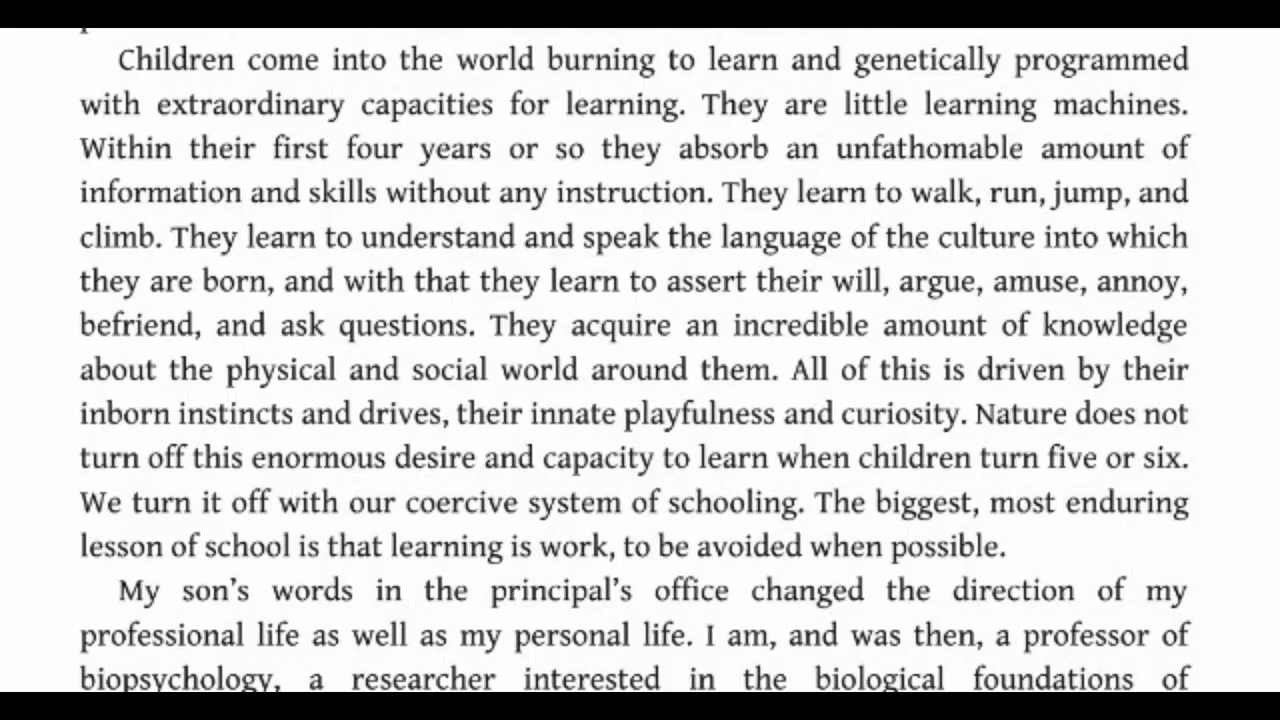 Children come into the world burning to learn and genetically programmed
with extraordinary capacities for learning. They are little learning machines.
Within their first four years or so they absorb an unfathomable amount of
information and skills without any instruction. They learn to walk, run, jump, and
climb. They learn to understand and speak the language of the culture into which
they are born, and with that they learn to assert their will, argue, amuse, annoy,
befriend, and ask questions. They acquire an incredible amount of knowledge
about the physical and social world around them. All of this is driven by their
inborn instincts and drives, their innate playfulness and curiosity. Nature does not
turn off this enormous desire and capacity to learn when children turn five or six.
We turn it off with our coercive system of schooling. The biggest, most enduring
lesson of school is that learning is work, to be avoided when possible.
My son’s words in the principal’s office changed the direction of my
professional life as well as my personal life. I am, and was then, a professor of
biopsychology, a researcher interested in the biological foundations of